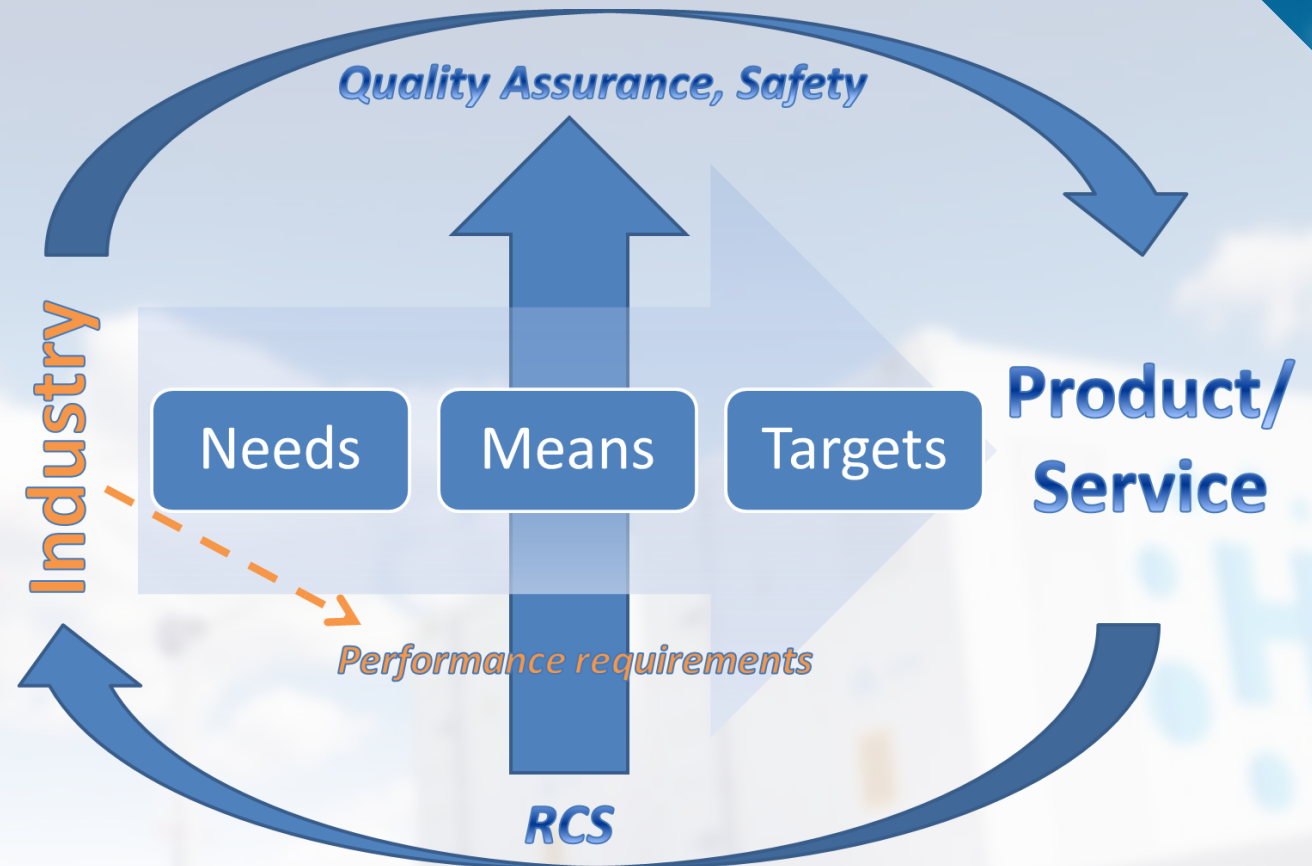 Quality Assurance, Safety
Industry
Needs
Means
Targets
Product/
Service
Performance requirements
RCS